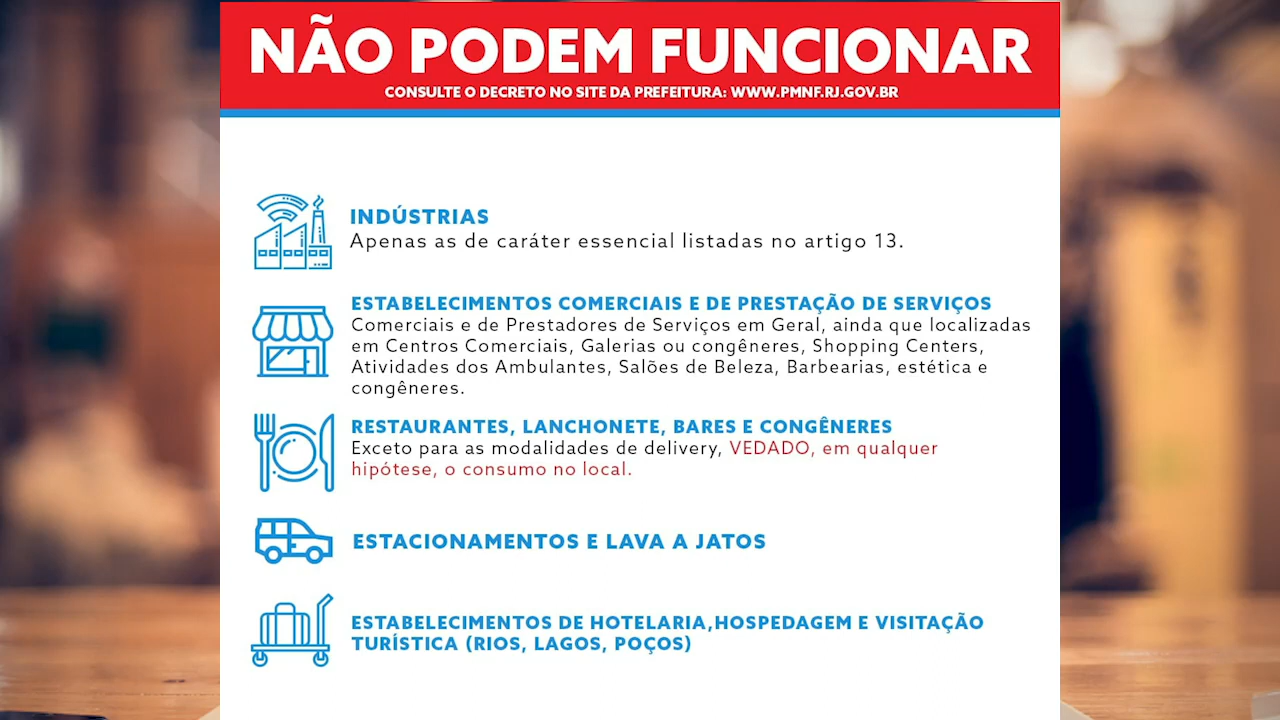 NÃO PODEM FUNCIONAR
CONSULTE O DECRETO NO SITE DA PREFEITURA: WWW.PMNF.RJ.GOV.BR
INDÚSTRIAS
Apenas as de caráter essencial listadas no artigo 13.
ESTABELECIMENTOS COMERCIAIS E DE PRESTAÇÃO DE SERVIÇOS
Comerciais e de Prestadores de Serviços em Geral, ainda que localizadas
em Centros Comerciais, Galerias ou congêneres, Shopping Centers,
Atividades dos Ambulantes, Salões de Beleza, Barbearias, estética e
congêneres.
RESTAURANTES, LANCHONETE, BARES E CONGÊNERES
Exceto para as modalidades de delivery, VEDADO, em qualquer
hipótese, o consumo no local.
ESTACIONAMENTOS E LAVA A JATOS
ESTABELECIMENTOS DE HOTELARIA,HOSPEDAGEM E VISITAÇÃO
TURÍSTICA (RIOS, LAGOS, POÇOS)